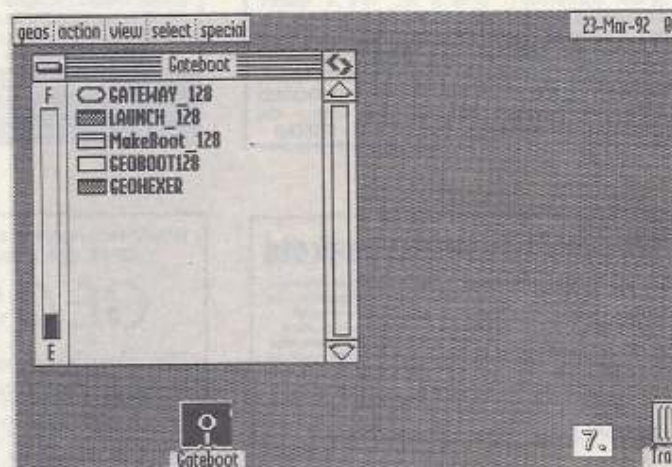 geos action view select special
23-Mar-92
Gateboot
F
GATEWAY_128
LAUNCH_128
MakeBoot_128
GEOBOOT128
GEOHEXER
E
7.
Gateboot